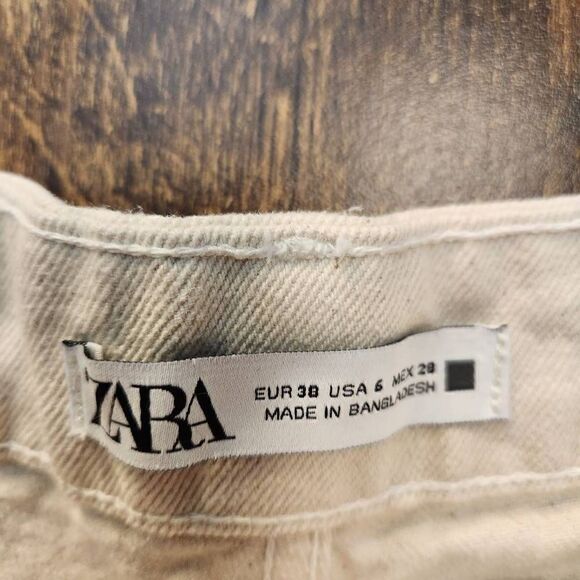 ZARA
EUR 38 USA 6 MEX 28
MADE IN BANGLADESH